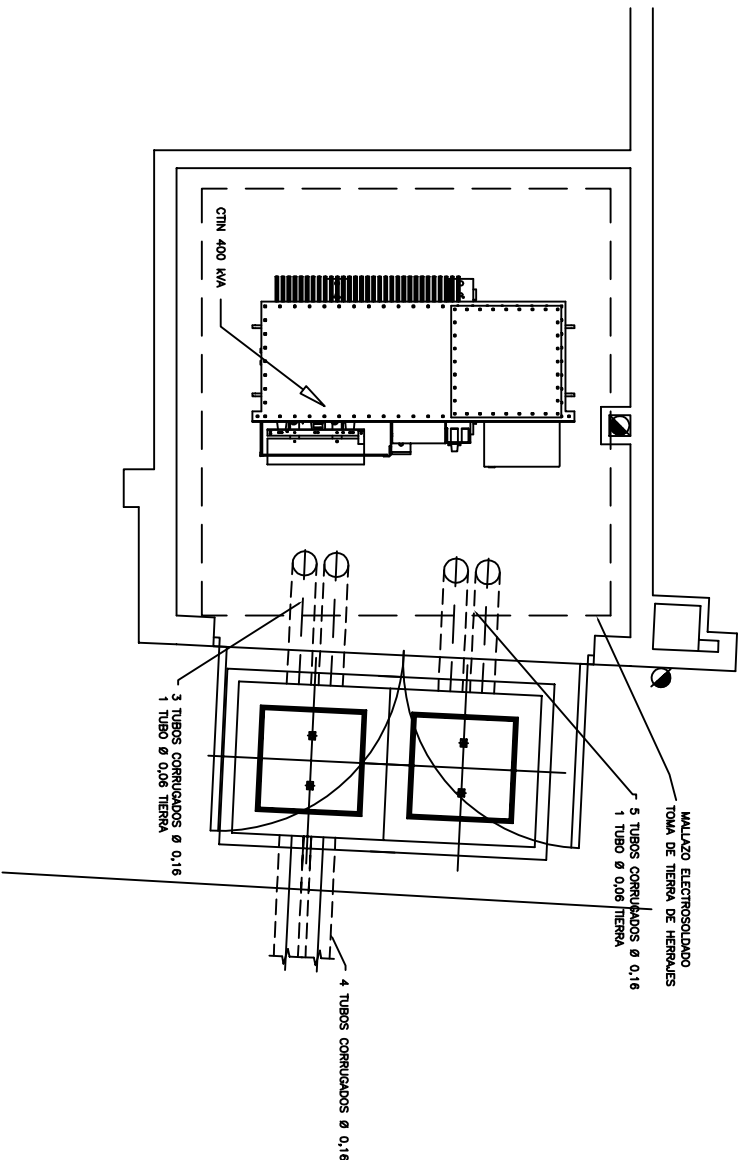 CTIN 400 kVA
MALLAZO ELECTROSOLDADO
TOMA DE TIERRA DE HERRAJES
5 TUBOS CORRUGADOS Ø 0,16
1 TUBO Ø 0,06 TIERRA
3 TUBOS CORRUGADOS Ø 0,16
1 TUBO Ø 0,06 TIERRA
4 TUBOS CORRUGADOS Ø 0,16